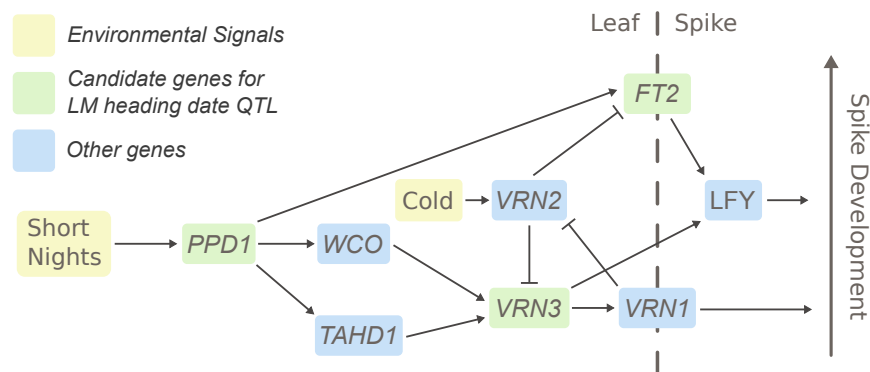 Environmental Signals
Candidate genes for
LM heading date QTL
Other genes
Leaf
Spike
FT2
Cold
VRN2
LFY
Short
Nights
PPD1
WCO
VRN3
VRN1
TAHD1
Spike Development